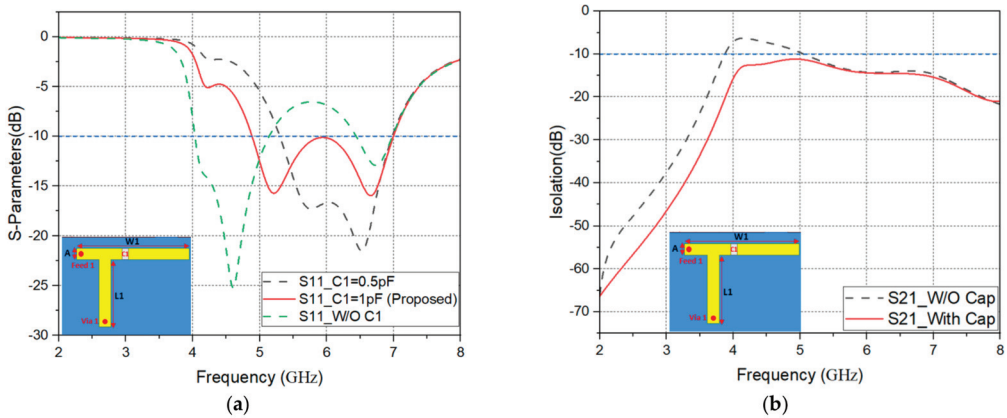 (a)
S-Parameters(dB)
0
-5
-10
-15
-20
-25
-30
W1
A
C1
Feed 1
L1
Via 1
S11_C1=0.5pF
S11_C1=1pF (Proposed)
S11_W/O C1
2 3 4 5 6 7 8
Frequency (GHz)
(b)
Isolation(dB)
0
-10
-20
-30
-40
-50
-60
-70
W1
A
C1
Feed 1
L1
Via 1
S21_W/O Cap
S21_With Cap
2 3 4 5 6 7 8
Frequency (GHz)